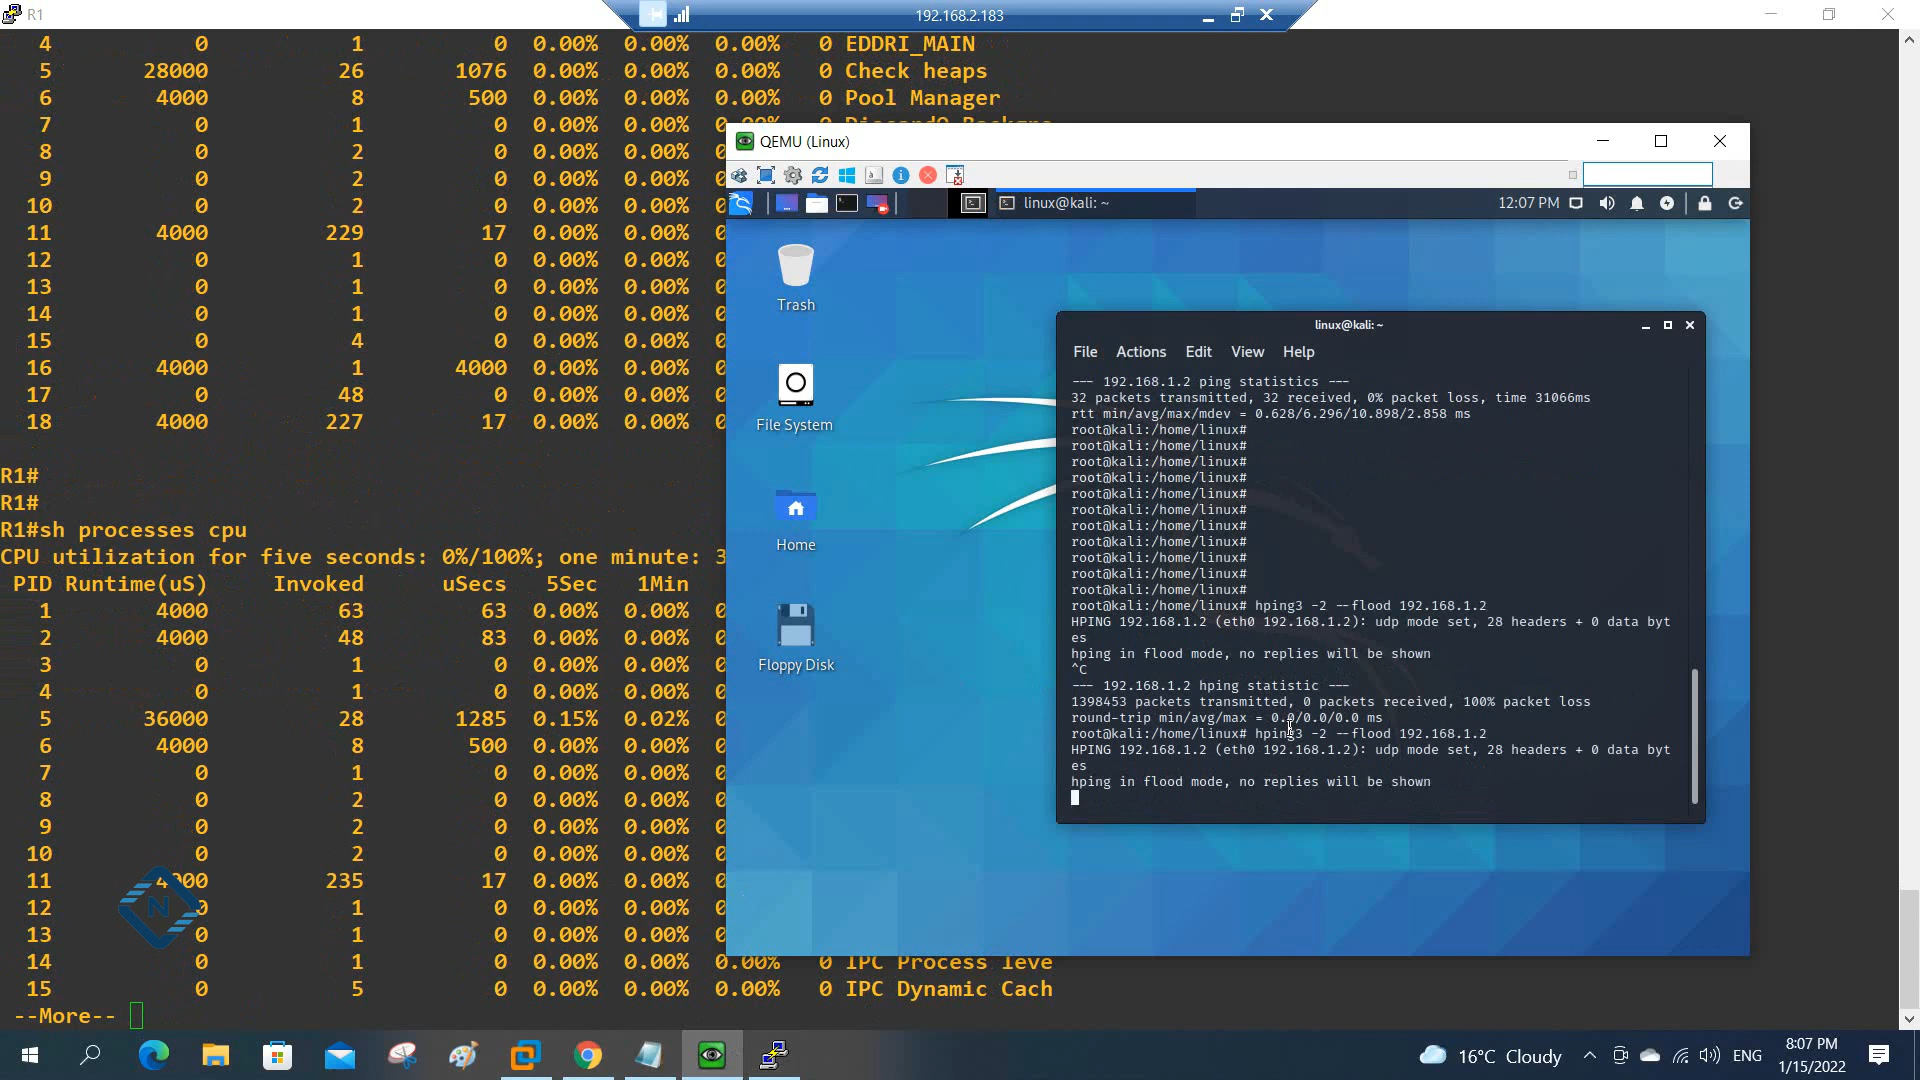 R1
192.168.2.183
4 0 1 0 0.00% 0.00% 0.00% 0 EDDRI_MAIN
5 28000 26 1076 0.00% 0.00% 0.00% 0 Check heaps
6 4000 8 500 0.00% 0.00% 0.00% 0 Pool Manager
7 0 1 0 0.00% 0.00% 0.00% 0
8 0 2 0 0.00% 0.00%
9 0 2 0 0.00% 0.00%
10 0 2 0 0.00% 0.00%
11 4000 229 17 0.00% 0.00%
12 0 1 0 0.00% 0.00%
13 0 1 0 0.00% 0.00%
14 0 1 0 0.00% 0.00%
15 0 4 0 0.00% 0.00%
16 4000 1 4000 0.00% 0.00%
17 0 48 0 0.00% 0.00%
18 4000 227 17 0.00% 0.00%
R1#
R1#
R1#sh processes cpu
CPU utilization for five seconds: 0%/100%; one minute: 3
PID Runtime(uS) Invoked uSecs 5Sec 1Min
1 4000 63 63 0.00% 0.00%
2 4000 48 83 0.00% 0.00%
3 0 1 0 0.00% 0.00%
4 0 1 0 0.00% 0.00%
5 36000 28 1285 0.15% 0.02%
6 4000 8 500 0.00% 0.00%
7 0 1 0 0.00% 0.00%
8 0 2 0 0.00% 0.00%
9 0 2 0 0.00% 0.00%
10 0 2 0 0.00% 0.00%
11 4000 235 17 0.00% 0.00%
12 0 1 0 0.00% 0.00%
13 0 1 0 0.00% 0.00%
14 0 1 0 0.00% 0.00% 0.00% 0 IPC Process leve
15 0 5 0 0.00% 0.00% 0.00% 0 IPC Dynamic Cach
--More--
N
QEMU (Linux)
linux@kali: ~
12:07 PM
Trash
File System
Home
Floppy Disk
linux@kali: ~
File Actions Edit View Help
--- 192.168.1.2 ping statistics ---
32 packets transmitted, 32 received, 0% packet loss, time 31066ms
rtt min/avg/max/mdev = 0.628/6.296/10.898/2.858 ms
root@kali:/home/linux#
root@kali:/home/linux#
root@kali:/home/linux#
root@kali:/home/linux#
root@kali:/home/linux#
root@kali:/home/linux#
root@kali:/home/linux#
root@kali:/home/linux#
root@kali:/home/linux#
root@kali:/home/linux#
root@kali:/home/linux#
root@kali:/home/linux# hping3 -2 --flood 192.168.1.2
HPING 192.168.1.2 (eth0 192.168.1.2): udp mode set, 28 headers + 0 data byt
es
hping in flood mode, no replies will be shown
^C
--- 192.168.1.2 hping statistic ---
1398453 packets transmitted, 0 packets received, 100% packet loss
round-trip min/avg/max = 0.0/0.0/0.0 ms
root@kali:/home/linux# hping3 -2 --flood 192.168.1.2
HPING 192.168.1.2 (eth0 192.168.1.2): udp mode set, 28 headers + 0 data byt
es
hping in flood mode, no replies will be shown
16°C Cloudy
ENG
8:07 PM
1/15/2022